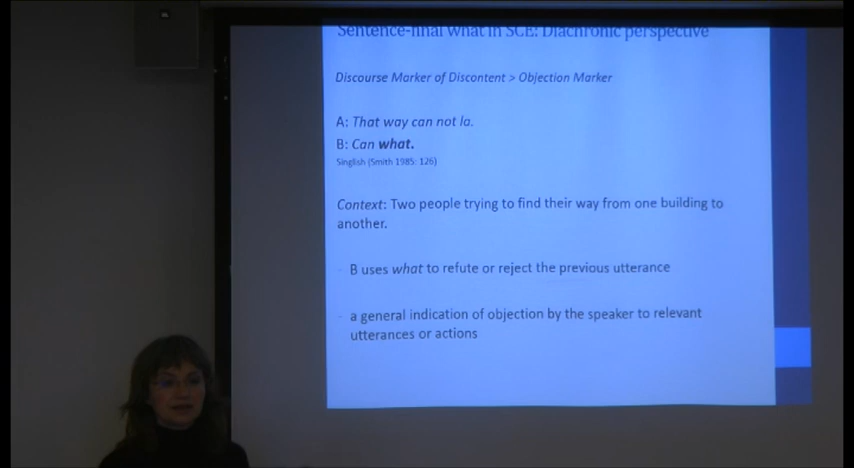 Sentence-final what in SCE: Diachronic perspective
Discourse Marker of Discontent > Objection Marker
A: That way can not la.
B: Can what.
Singlish (Smith 1985: 126)
Context: Two people trying to find their way from one building to
another.
- B uses what to refute or reject the previous utterance
- a general indication of objection by the speaker to relevant
utterances or actions